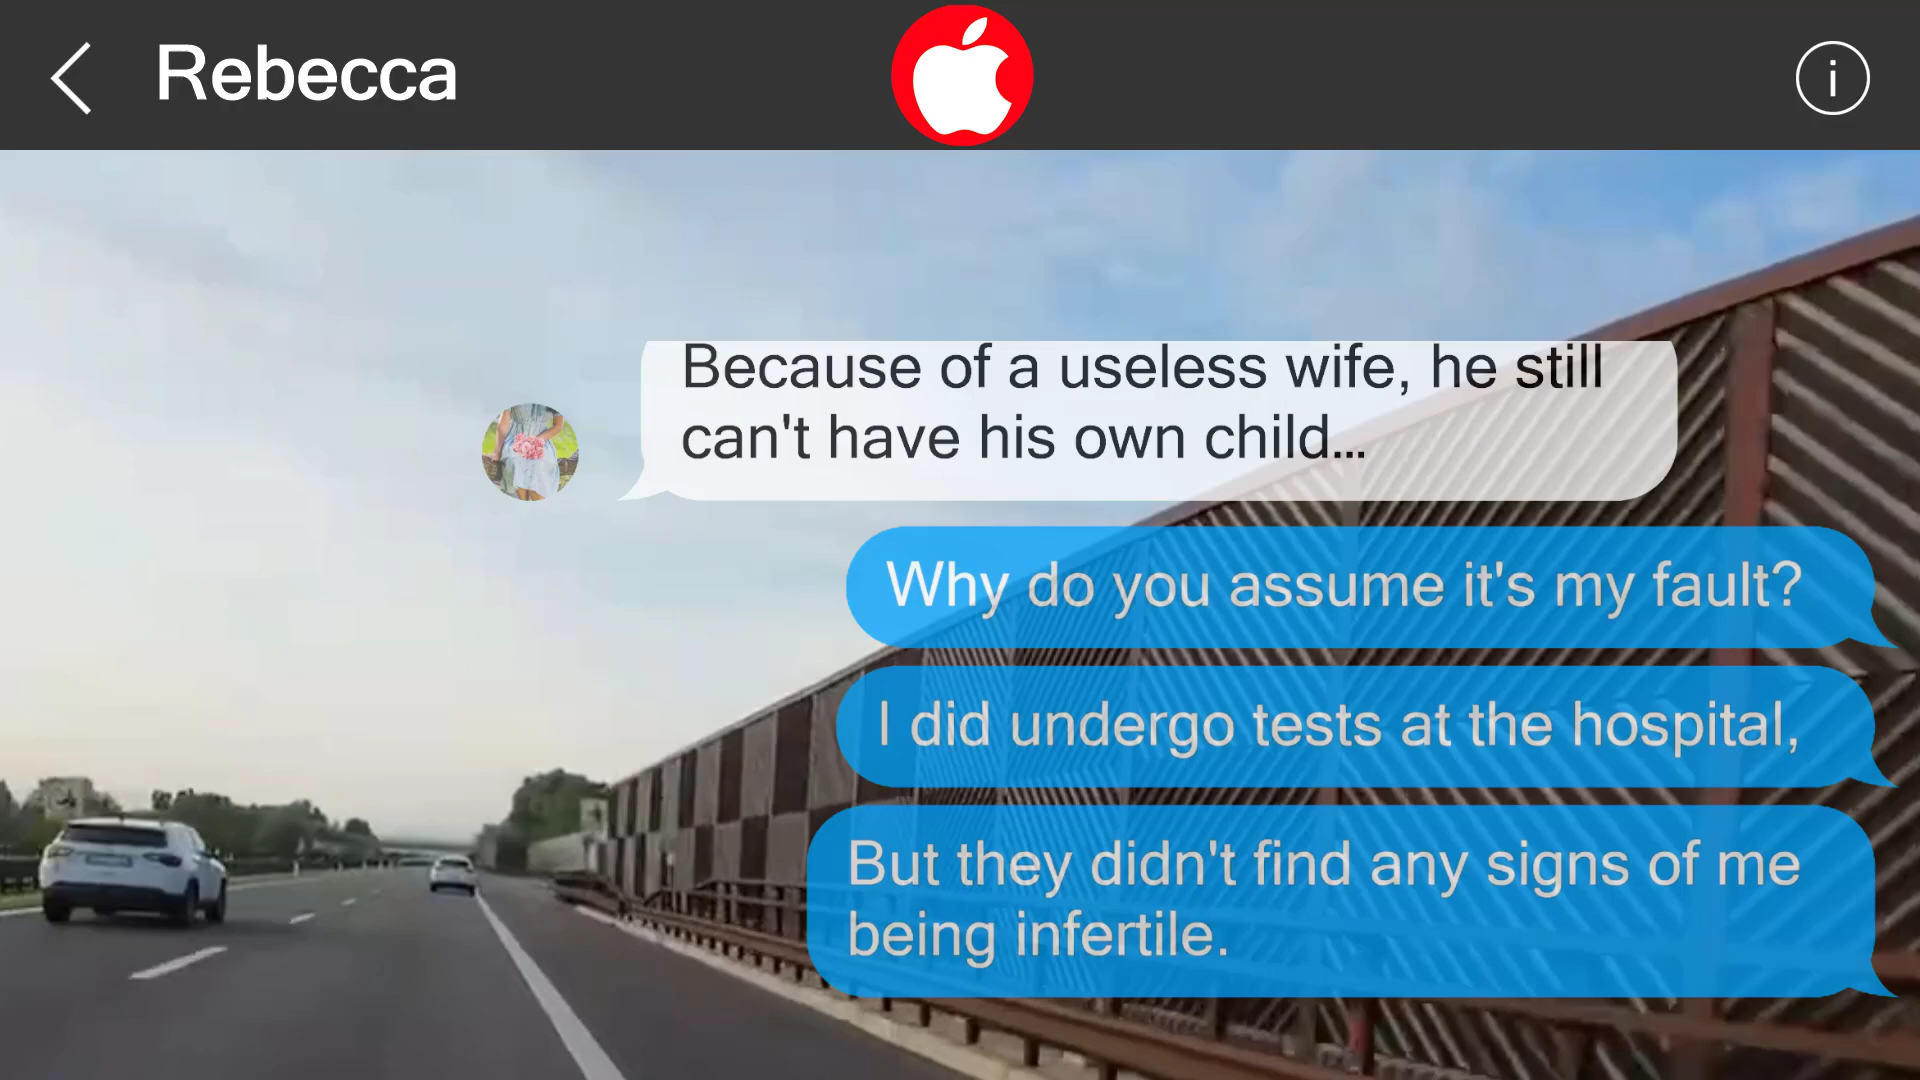 Rebecca
i
Because of a useless wife, he still
can't have his own child...
Why do you assume it's my fault?
I did undergo tests at the hospital,
But they didn't find any signs of me
being infertile.